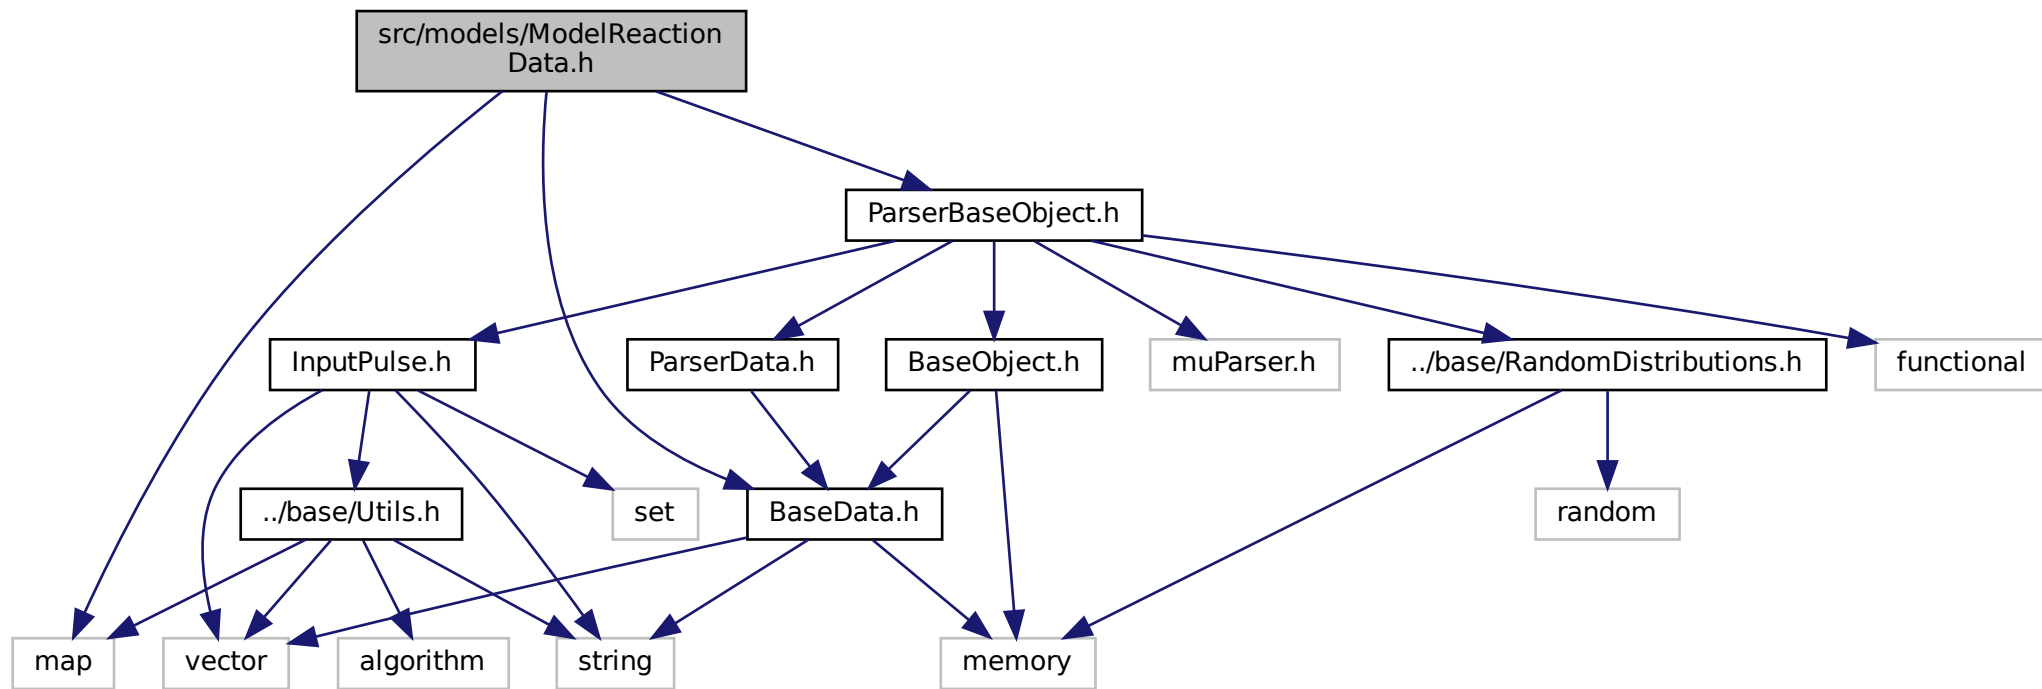 src/models/ModelReaction
Data.h
ParserBaseObject.h
InputPulse.h
ParserData.h
BaseObject.h
muParser.h
../base/RandomDistributions.h
functional
../base/Utils.h
set
BaseData.h
random
map
vector
algorithm
string
memory